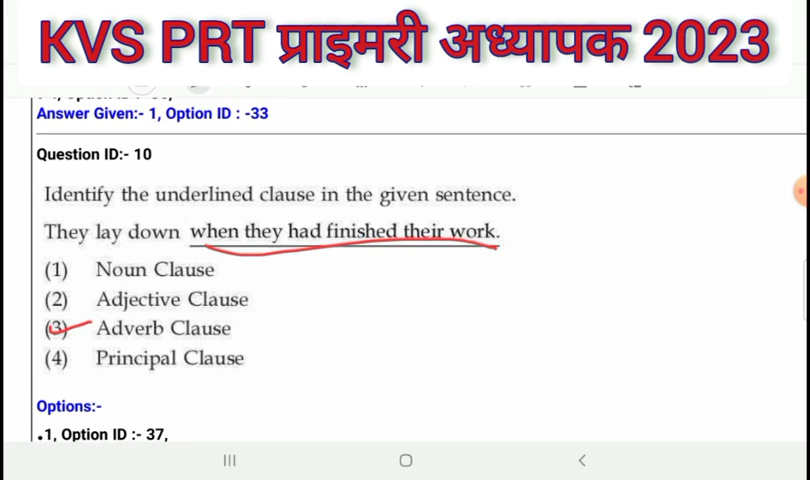 KVS PRT प्राइमरी अध्यापक 2023
Answer Given:- 1, Option ID : -33
Question ID:- 10
Identify the underlined clause in the given sentence.
They lay down when they had finished their work.
(1) Noun Clause
(2) Adjective Clause
(3) Adverb Clause
(4) Principal Clause
Options:-
.1, Option ID :- 37,